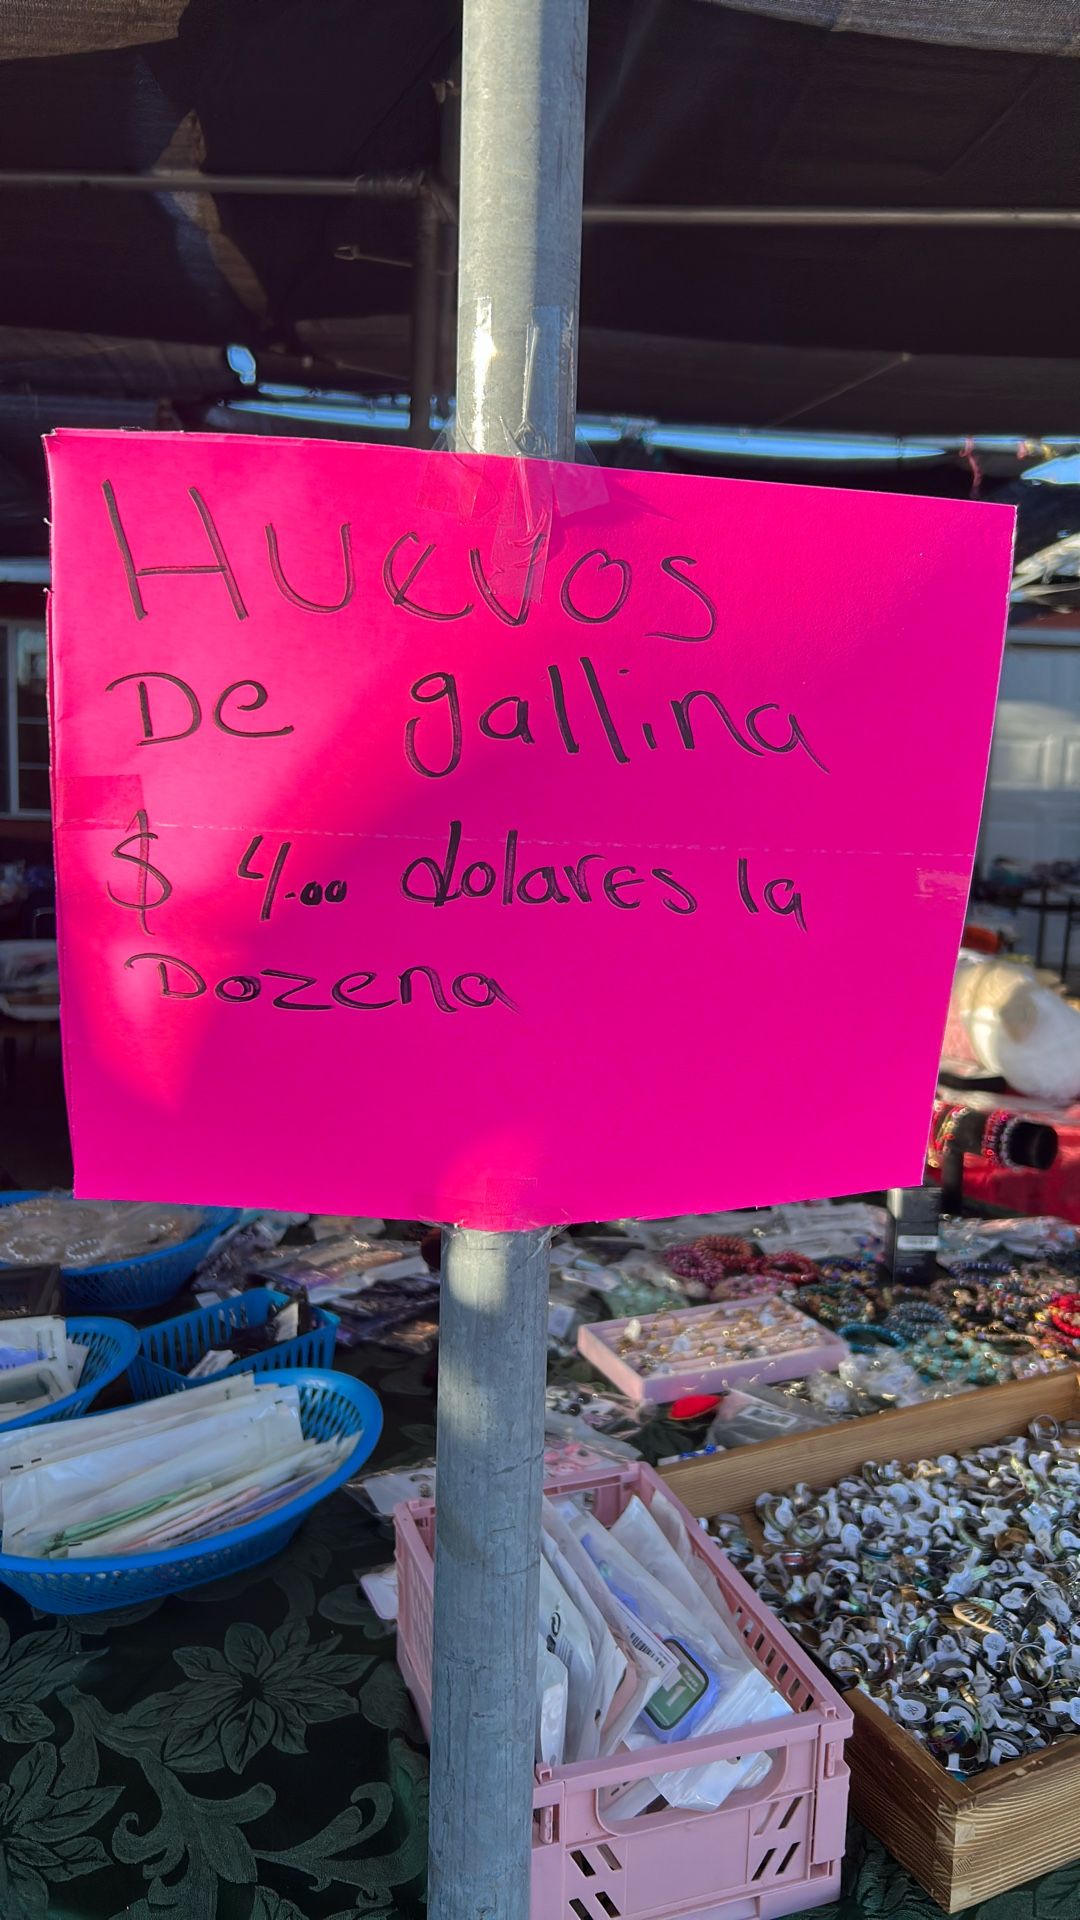 Huevos
De gallina
$ 4.00 dolares la
Dozena